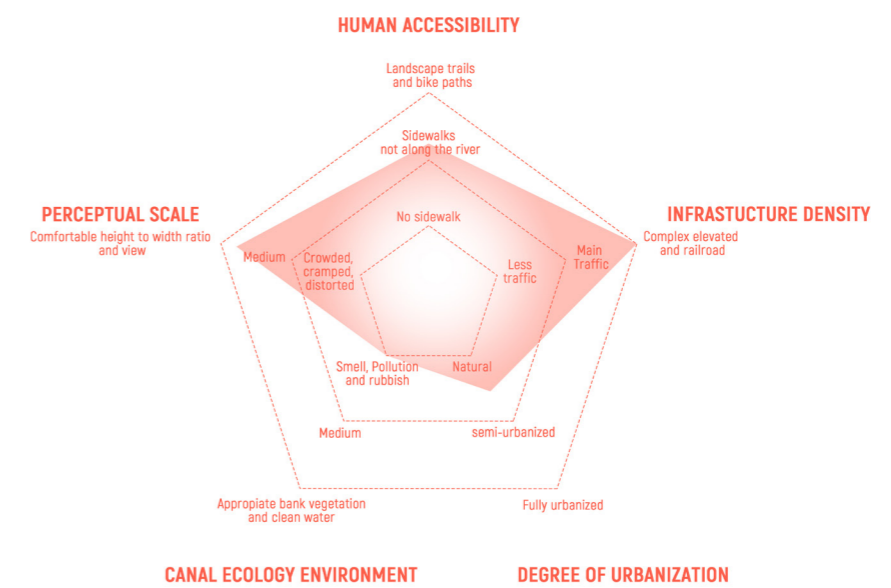 HUMAN ACCESSIBILITY
Landscape trails
and bike paths
Sidewalks
not along the river
No sidewalk
PERCEPTUAL SCALE
Comfortable height to width ratio
and view
Medium
Crowded,
cramped,
distorted
INFRASTUCTURE DENSITY
Complex elevated
and railroad
Main
Traffic
Less
traffic
Smell, Pollution
and rubbish
Natural
Medium
semi-urbanized
Appropiate bank vegetation
and clean water
Fully urbanized
CANAL ECOLOGY ENVIRONMENT
DEGREE OF URBANIZATION